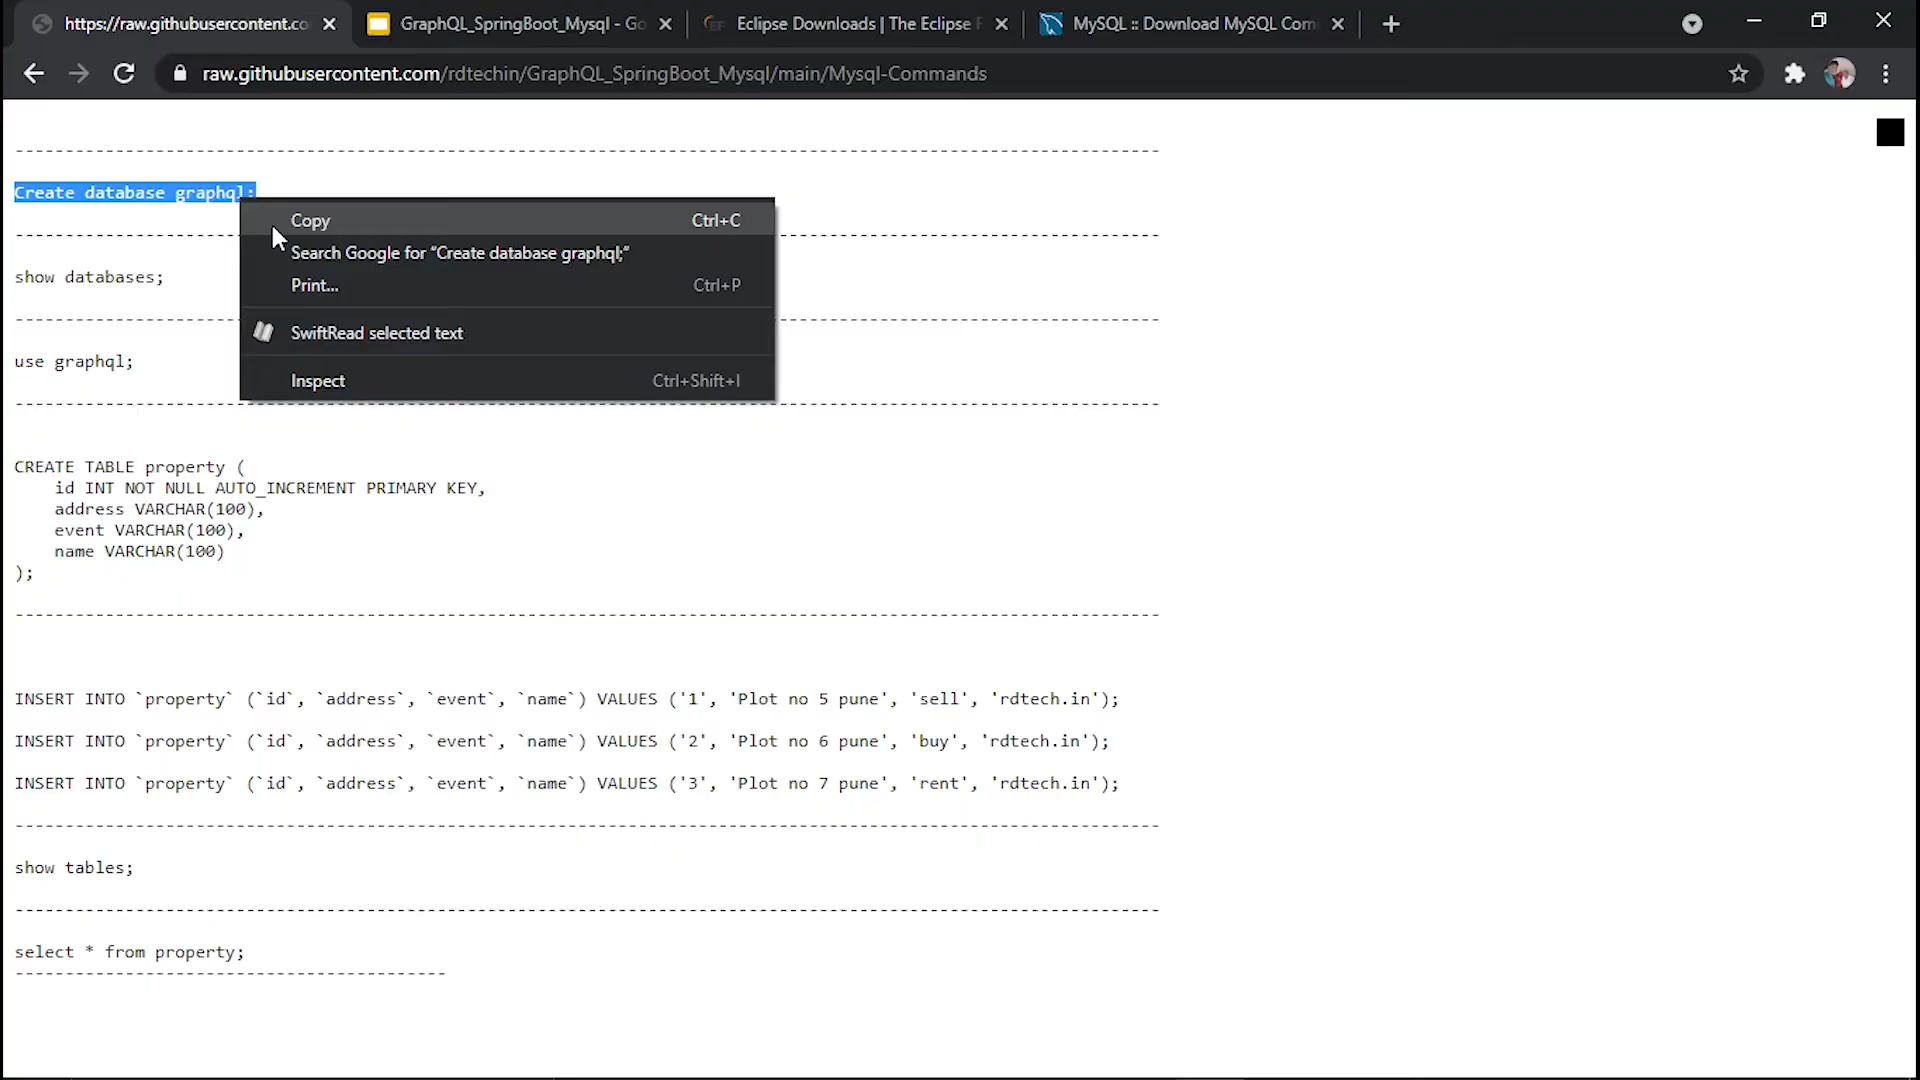 https://raw.githubusercontent.co
GraphQL_SpringBoot_Mysql - Go
Eclipse Downloads | The Eclipse F
MySQL :: Download MySQL Com
raw.githubusercontent.com/rdtechin/GraphQL_SpringBoot_Mysql/main/Mysql-Commands
Create database graphql;
Copy Ctrl+C
Search Google for “Create database graphql;”
Print... Ctrl+P
SwiftRead selected text
Inspect Ctrl+Shift+I
show databases;
use graphql;
CREATE TABLE property (
id INT NOT NULL AUTO_INCREMENT PRIMARY KEY,
address VARCHAR(100),
event VARCHAR(100),
name VARCHAR(100)
);
INSERT INTO `property` (`id`, `address`, `event`, `name`) VALUES ('1', 'Plot no 5 pune', 'sell', 'rdtech.in');
INSERT INTO `property` (`id`, `address`, `event`, `name`) VALUES ('2', 'Plot no 6 pune', 'buy', 'rdtech.in');
INSERT INTO `property` (`id`, `address`, `event`, `name`) VALUES ('3', 'Plot no 7 pune', 'rent', 'rdtech.in');
show tables;
select * from property;